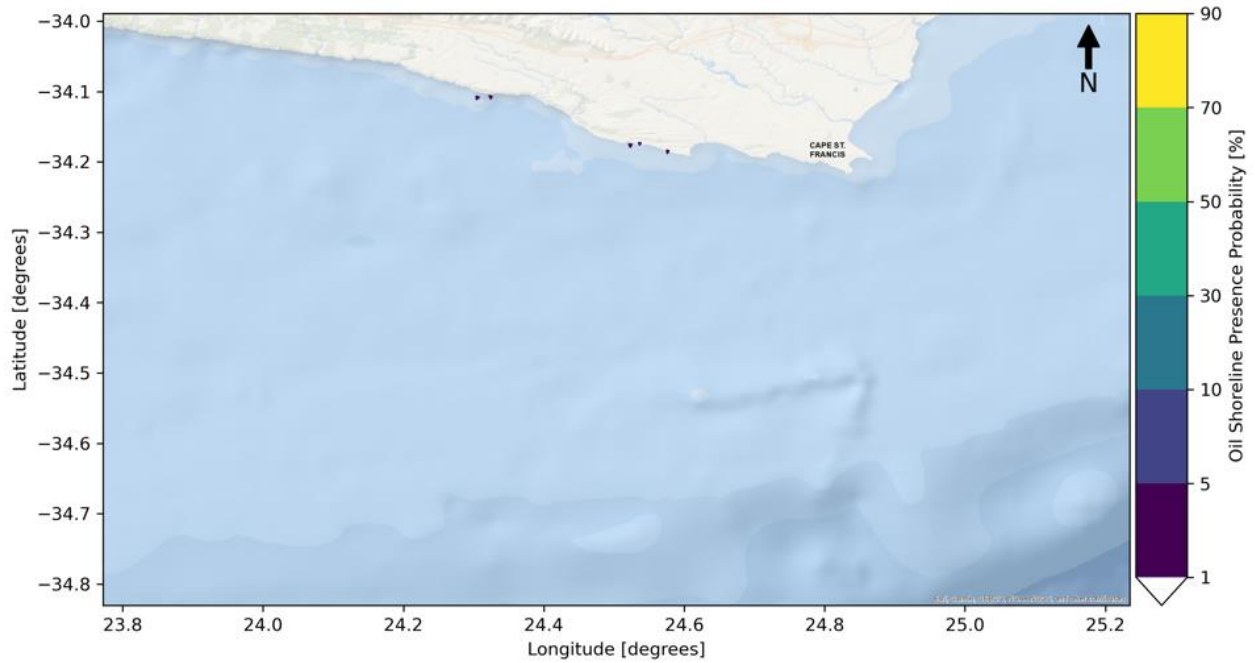 −34.0
−34.1
−34.2
−34.3
−34.4
−34.5
−34.6
−34.7
−34.8
Latitude [degrees]
N
CAPE ST.
FRANCIS
23.8 24.0 24.2 24.4 24.6 24.8 25.0 25.2
Longitude [degrees]
90
70
50
30
10
5
1
Oil Shoreline Presence Probability [%]